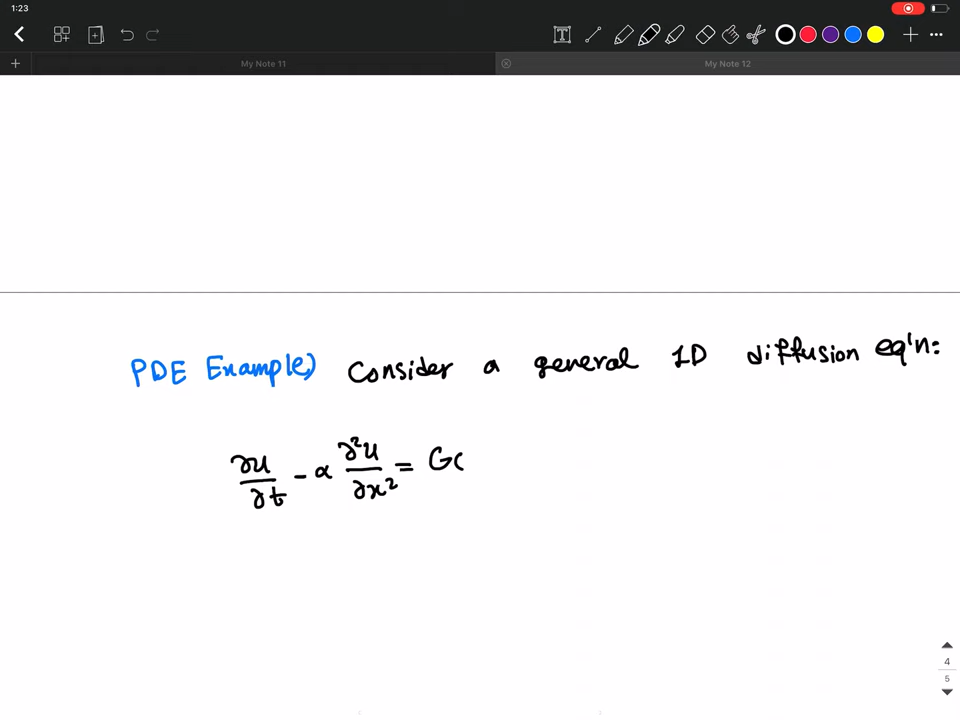 1:23
My Note 11
My Note 12
PDE Example) Consider a general 1D diffusion eq'n:
∂u/∂t - α ∂²u/∂x² = G(
4
5